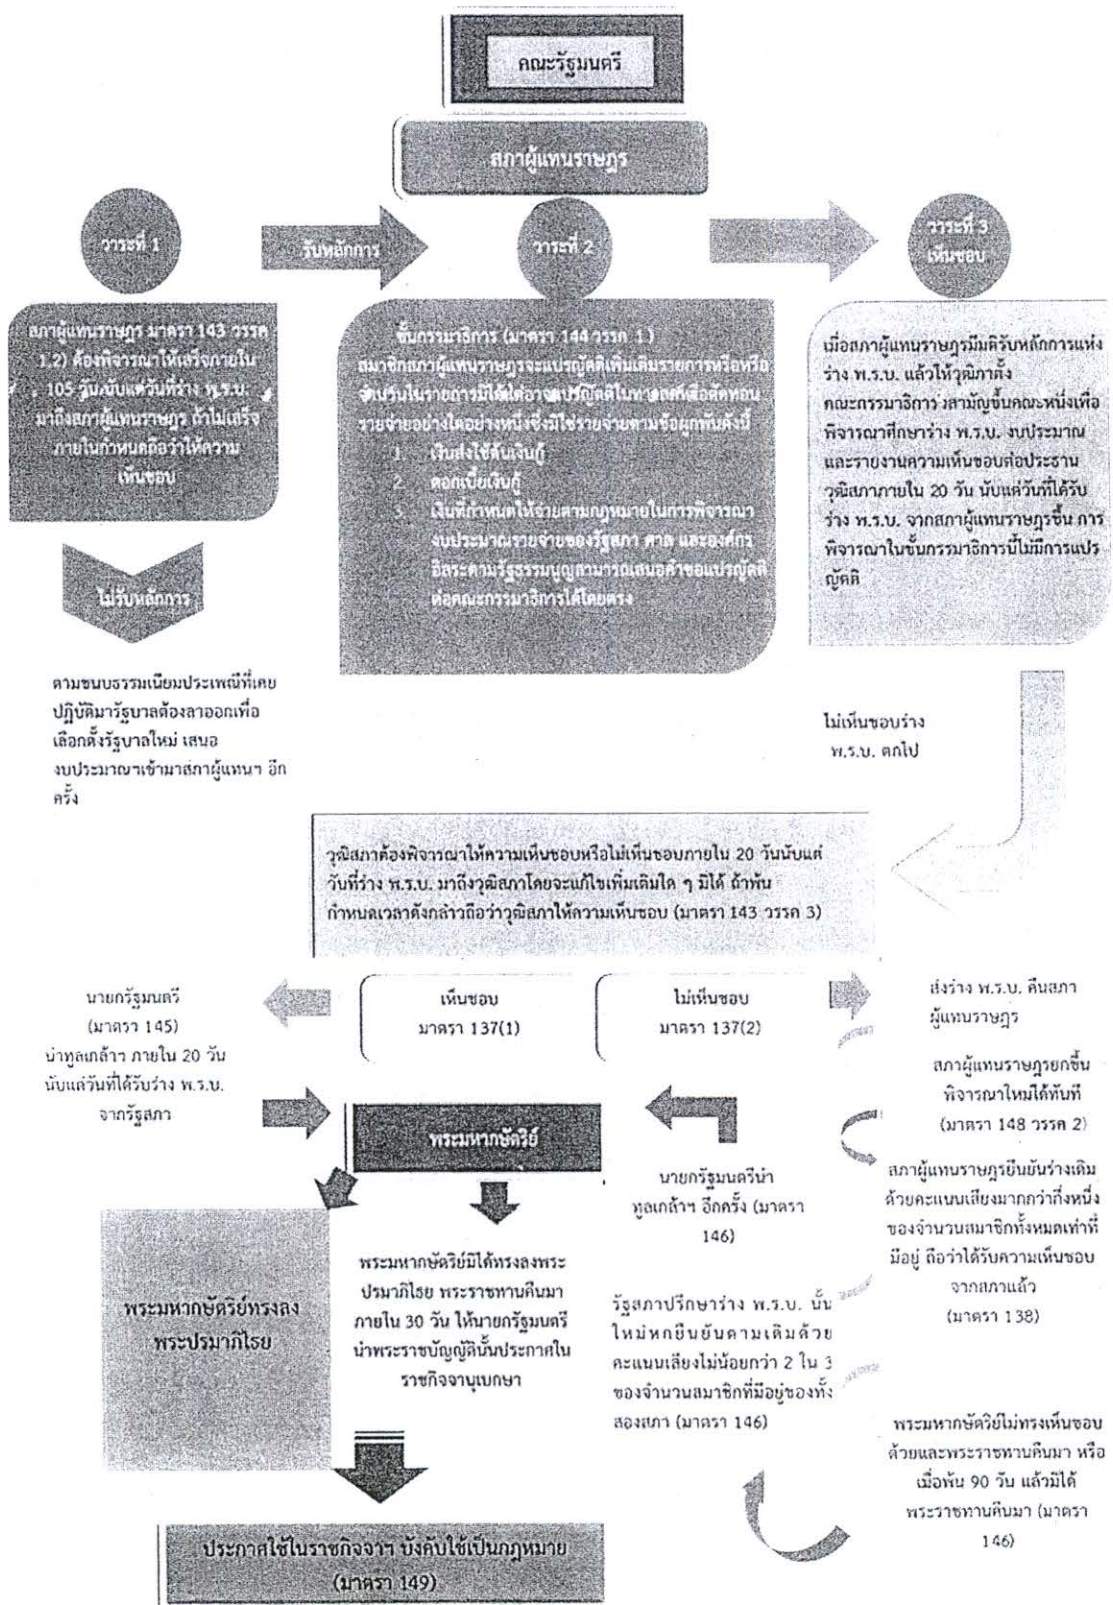 คณะรัฐมนตรี
สภาผู้แทนราษฎร
วาระที่ 1
รับหลักการ
วาระที่ 2
วาระที่ 3
เห็นชอบ
สภาผู้แทนราษฎร มาตรา 143 วรรค
1,2) ต้องพิจารณาให้เสร็จภายใน
105 วันนับแต่วันที่ร่าง พ.ร.บ.
มาถึงสภาผู้แทนราษฎร ถ้าไม่เสร็จ
ภายในกำหนดถือว่าให้ความ
เห็นชอบ
ไม่รับหลักการ
ตามขนบธรรมเนียมประเพณีที่เคย
ปฏิบัติมารัฐบาลต้องลาออกเพื่อ
เลือกตั้งรัฐบาลใหม่ เสนอ
งบประมาณฯเข้ามาสภาผู้แทนฯ อีก
ครั้ง
ขั้นกรรมาธิการ (มาตรา 144 วรรค 1)
สมาชิกสภาผู้แทนราษฎรจะแปรญัตติเพิ่มเติมรายการหรือหรือ
จำนวนในรายการมิได้แต่อาจแปรญัตติในทางลดหรือตัดทอน
รายจ่ายอย่างใดอย่างหนึ่งซึ่งมิใช่รายจ่ายตามข้อผูกพันดังนี้
1. เงินส่งใช้ต้นเงินกู้
2. ดอกเบี้ยเงินกู้
3. เงินที่กำหนดให้จ่ายตามกฎหมายในการพิจารณา
งบประมาณรายจ่ายของรัฐสภา ศาล และองค์กร
อิสระตามรัฐธรรมนูญสามารถเสนอคำขอแปรญัตติ
ต่อคณะกรรมาธิการได้โดยตรง
เมื่อสภาผู้แทนราษฎรมีมติรับหลักการแห่ง
ร่าง พ.ร.บ. แล้วให้วุฒิภาตั้ง
คณะกรรมาธิการวิสามัญขึ้นคณะหนึ่งเพื่อ
พิจารณาศึกษาร่าง พ.ร.บ. งบประมาณ
และรายงานความเห็นชอบต่อประธาน
วุฒิสภาภายใน 20 วัน นับแต่วันที่ได้รับ
ร่าง พ.ร.บ. จากสภาผู้แทนราษฎรขึ้น การ
พิจารณาในชั้นกรรมาธิการนี้ไม่มีการแปร
ญัตติ
ไม่เห็นชอบร่าง
พ.ร.บ. ตกไป
วุฒิสภาต้องพิจารณาให้ความเห็นชอบหรือไม่เห็นชอบภายใน 20 วันนับแต่
วันที่ร่าง พ.ร.บ. มาถึงวุฒิสภาโดยจะแก้ไขเพิ่มเติมใด ๆ มิได้ ถ้าพ้น
กำหนดเวลาดังกล่าวถือว่าวุฒิสภาให้ความเห็นชอบ (มาตรา 143 วรรค 3)
นายกรัฐมนตรี
(มาตรา 145)
นำทูลเกล้าฯ ภายใน 20 วัน
นับแต่วันที่ได้รับร่าง พ.ร.บ.
จากรัฐสภา
เห็นชอบ
มาตรา 137(1)
ไม่เห็นชอบ
มาตรา 137(2)
ส่งร่าง พ.ร.บ. คืนสภา
ผู้แทนราษฎร
สภาผู้แทนราษฎรยกขึ้น
พิจารณาใหม่ได้ทันที
(มาตรา 148 วรรค 2)
พระมหากษัตริย์
นายกรัฐมนตรีนำ
ทูลเกล้าฯ อีกครั้ง (มาตรา
146)
สภาผู้แทนราษฎรยืนยันร่างเดิม
ด้วยคะแนนเสียงมากกว่ากึ่งหนึ่ง
ของจำนวนสมาชิกทั้งหมดเท่าที่
มีอยู่ ถือว่าได้รับความเห็นชอบ
จากสภาแล้ว
(มาตรา 138)
พระมหากษัตริย์ทรงลง
พระปรมาภิไธย
พระมหากษัตริย์มิได้ทรงลงพระ
ปรมาภิไธย พระราชทานคืนมา
ภายใน 30 วัน ให้นายกรัฐมนตรี
นำพระราชบัญญัตินั้นประกาศใน
ราชกิจจานุเบกษา
รัฐสภาปรึกษาร่าง พ.ร.บ. นั้น
ใหม่หกยืนยันตามเดิมด้วย
คะแนนเสียงไม่น้อยกว่า 2 ใน 3
ของจำนวนสมาชิกที่มีอยู่ของทั้ง
สองสภา (มาตรา 146)
พระมหากษัตริย์ไม่ทรงเห็นชอบ
ด้วยและพระราชทานคืนมา หรือ
เมื่อพ้น 90 วัน แล้วมิได้
พระราชทานคืนมา (มาตรา
146)
ประกาศใช้ในราชกิจจาฯ บังคับใช้เป็นกฎหมาย
(มาตรา 149)